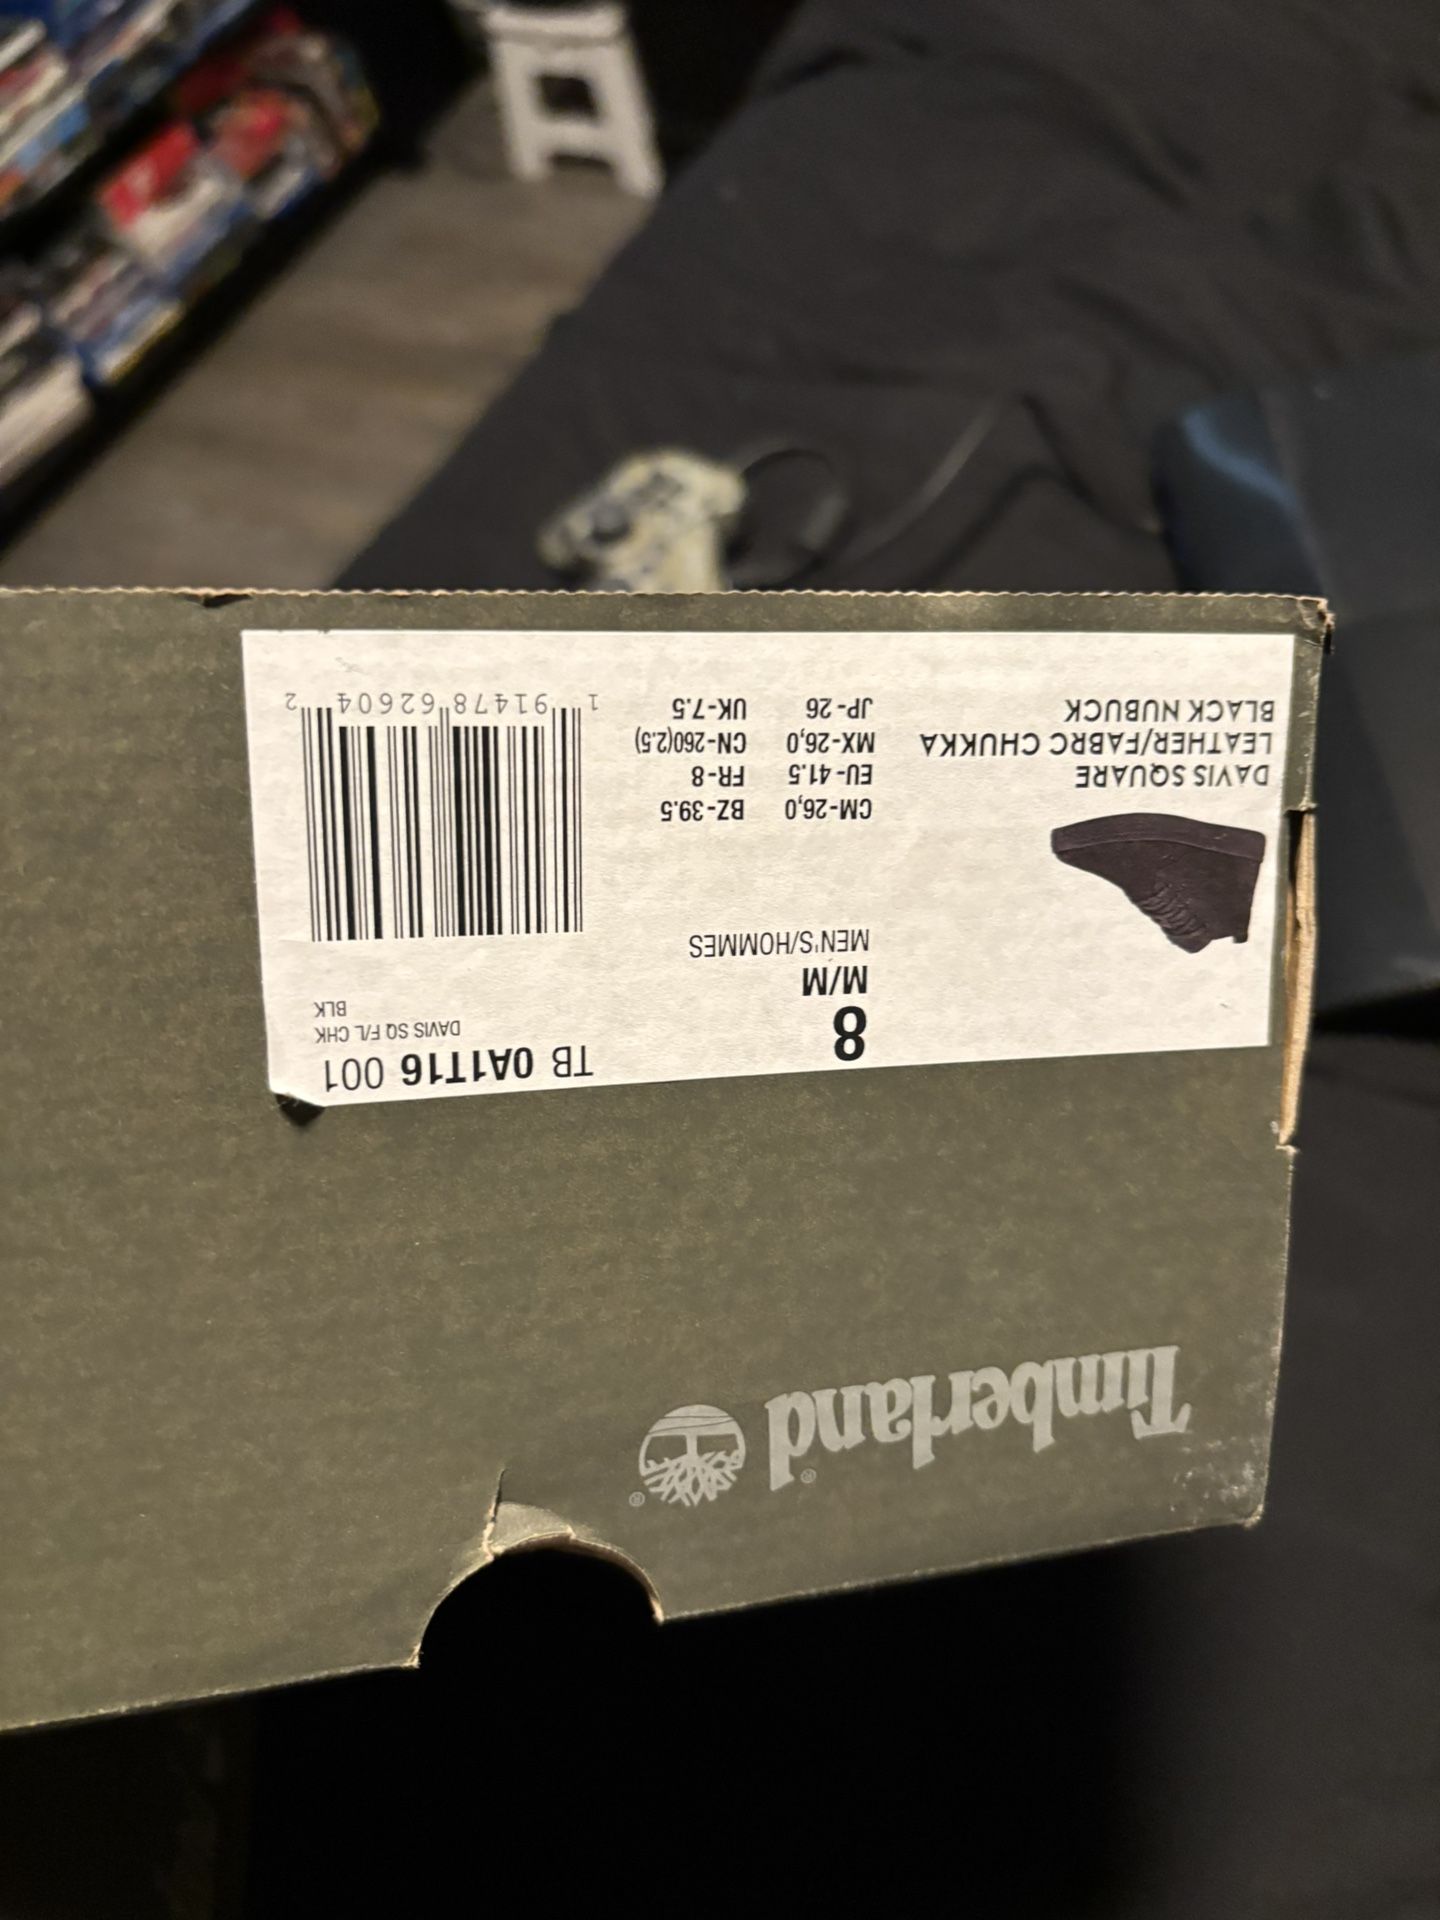 Timberland®
®
TB 0A1T16 001
DAVIS SQ F/L CHK
BLK
8
M/M
MEN'S/HOMMES
CM-26,0 BZ-39.5
EU-41.5 FR-8
MX-26,0 CN-260(2.5)
JP-26 UK-7.5
DAVIS SQUARE
LEATHER/FABRC CHUKKA
BLACK NUBUCK
1 91478 62604 2